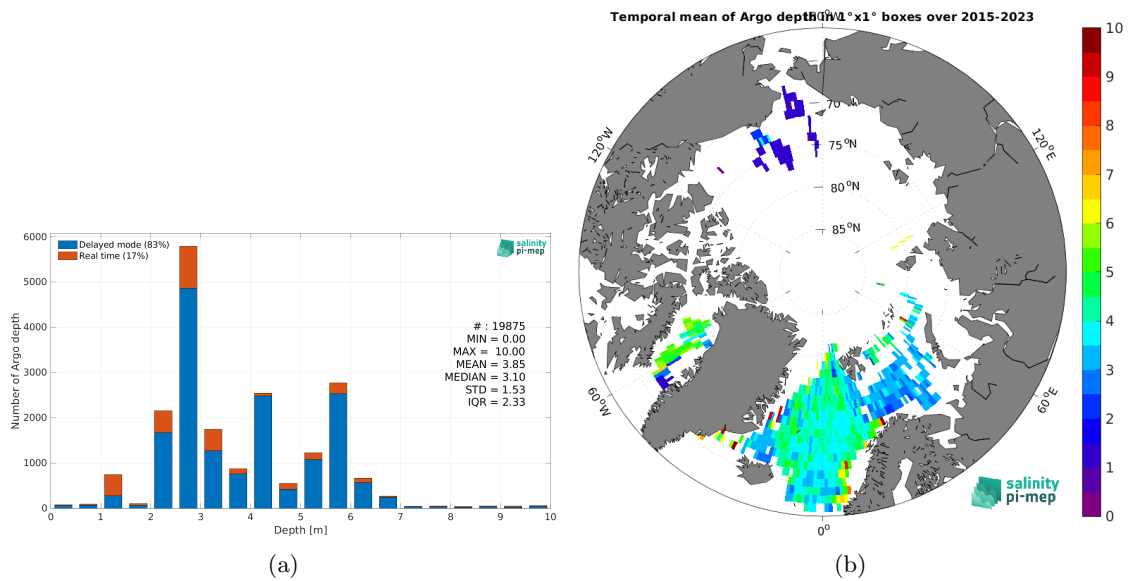 Temporal mean of Argo depth in 1°x1° boxes over 2015-2023
120°W
120°E
75°N
80°N
85°N
60°W
60°E
0°
10
9
8
7
6
5
4
3
2
1
0
salinity
pi-mep
Delayed mode (83%)
Real time (17%)
salinity
pi-mep
# : 19875
MIN = 0.00
MAX = 10.00
MEAN = 3.85
MEDIAN = 3.10
STD = 1.53
IQR = 2.33
Number of Argo depth
6000
5000
4000
3000
2000
1000
0
0 1 2 3 4 5 6 7 8 9 10
Depth [m]
(a)
(b)